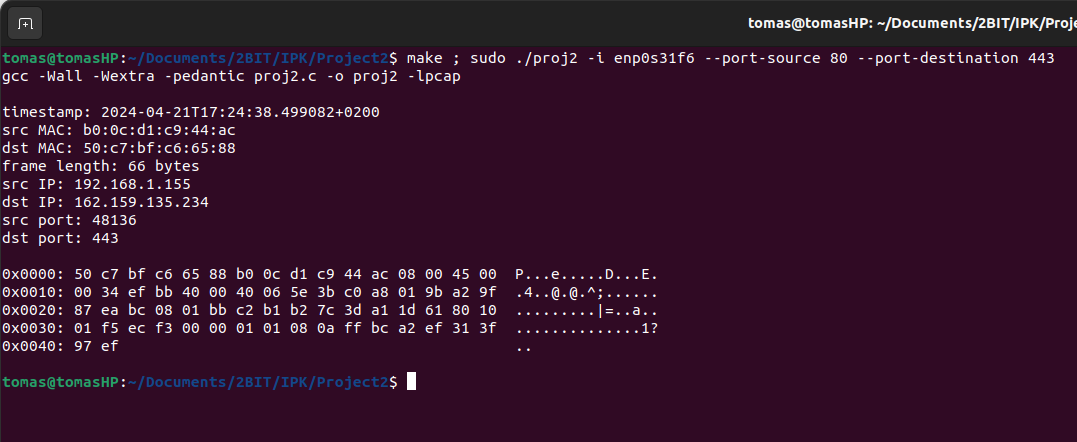 tomas@tomasHP: ~/Documents/2BIT/IPK/Proje
tomas@tomasHP:~/Documents/2BIT/IPK/Project2$ make ; sudo ./proj2 -i enp0s31f6 --port-source 80 --port-destination 443
gcc -Wall -Wextra -pedantic proj2.c -o proj2 -lpcap
timestamp: 2024-04-21T17:24:38.499082+0200
src MAC: b0:0c:d1:c9:44:ac
dst MAC: 50:c7:bf:c6:65:88
frame length: 66 bytes
src IP: 192.168.1.155
dst IP: 162.159.135.234
src port: 48136
dst port: 443
0x0000: 50 c7 bf c6 65 88 b0 0c d1 c9 44 ac 08 00 45 00  P...e.....D...E.
0x0010: 00 34 ef bb 40 00 40 06 5e 3b c0 a8 01 9b a2 9f  .4..@.@.^;......
0x0020: 87 ea bc 08 01 bb c2 b1 b2 7c 3d a1 1d 61 80 10  .........|=..a..
0x0030: 01 f5 ec f3 00 00 01 01 08 0a ff bc a2 ef 31 3f  ..............1?
0x0040: 97 ef                                            ..
tomas@tomasHP:~/Documents/2BIT/IPK/Project2$